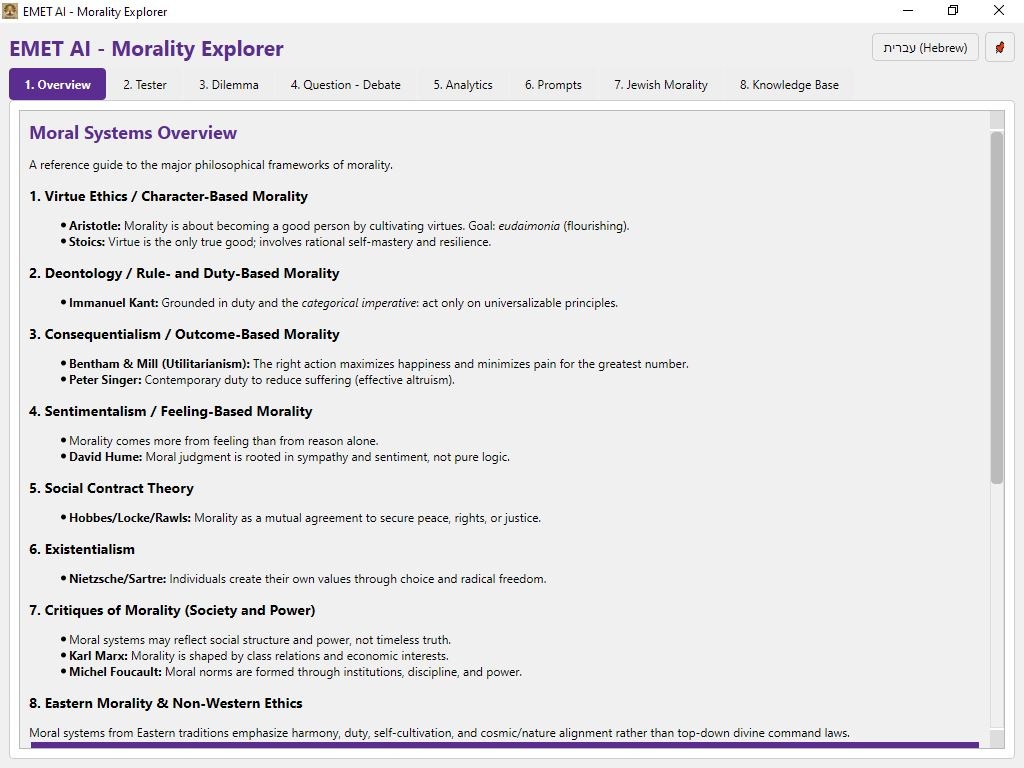 EMET AI - Morality Explorer
EMET AI - Morality Explorer
עברית (Hebrew)
1. Overview
2. Tester
3. Dilemma
4. Question - Debate
5. Analytics
6. Prompts
7. Jewish Morality
8. Knowledge Base
Moral Systems Overview
A reference guide to the major philosophical frameworks of morality.
1. Virtue Ethics / Character-Based Morality
• Aristotle: Morality is about becoming a good person by cultivating virtues. Goal: eudaimonia (flourishing).
• Stoics: Virtue is the only true good; involves rational self-mastery and resilience.
2. Deontology / Rule- and Duty-Based Morality
• Immanuel Kant: Grounded in duty and the categorical imperative: act only on universalizable principles.
3. Consequentialism / Outcome-Based Morality
• Bentham & Mill (Utilitarianism): The right action maximizes happiness and minimizes pain for the greatest number.
• Peter Singer: Contemporary duty to reduce suffering (effective altruism).
4. Sentimentalism / Feeling-Based Morality
• Morality comes more from feeling than from reason alone.
• David Hume: Moral judgment is rooted in sympathy and sentiment, not pure logic.
5. Social Contract Theory
• Hobbes/Locke/Rawls: Morality as a mutual agreement to secure peace, rights, or justice.
6. Existentialism
• Nietzsche/Sartre: Individuals create their own values through choice and radical freedom.
7. Critiques of Morality (Society and Power)
• Moral systems may reflect social structure and power, not timeless truth.
• Karl Marx: Morality is shaped by class relations and economic interests.
• Michel Foucault: Moral norms are formed through institutions, discipline, and power.
8. Eastern Morality & Non-Western Ethics
Moral systems from Eastern traditions emphasize harmony, duty, self-cultivation, and cosmic/nature alignment rather than top-down divine command laws.